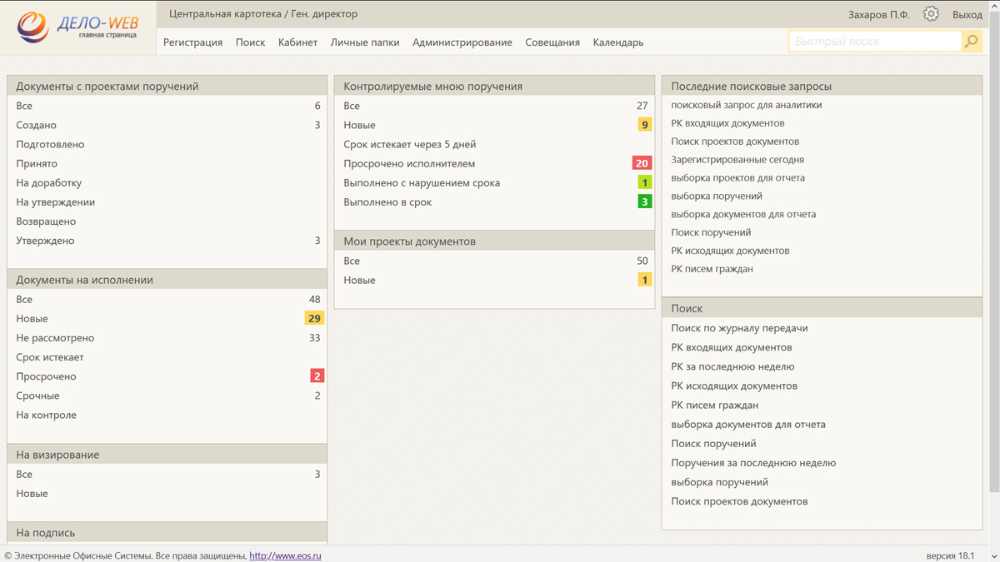 ДЕЛО-WEB
главная страница
Центральная картотека / Ген. директор
Захаров П.Ф.
Выход
Регистрация Поиск Кабинет Личные папки Администрирование Совещания Календарь
Быстрый поиск
Документы с проектами поручений
Все 6
Создано 3
Подготовлено
Принято
На доработку
На утверждении
Возвращено
Утверждено 3
Документы на исполнении
Все 48
Новые 29
Не рассмотрено 33
Срок истекает
Просрочено 2
Срочные 2
На контроле
На визирование
Все 3
Новые
На подпись
Контролируемые мною поручения
Все 27
Новые 9
Срок истекает через 5 дней
Просрочено исполнителем 20
Выполнено с нарушением срока 1
Выполнено в срок 3
Мои проекты документов
Все 50
Новые 1
Последние поисковые запросы
поисковый запрос для аналитики
РК входящих документов
Поиск проектов документов
Зарегистрированные сегодня
выборка проектов для отчета
выборка поручений
выборка документов для отчета
Поиск поручений
РК исходящих документов
РК писем граждан
Поиск
Поиск по журналу передачи
РК входящих документов
РК за последнюю неделю
РК исходящих документов
РК писем граждан
выборка документов для отчета
Поиск поручений
Поручения за последнюю неделю
выборка поручений
Поиск проектов документов
© Электронные Офисные Системы. Все права защищены, http://www.eos.ru
версия 18.1